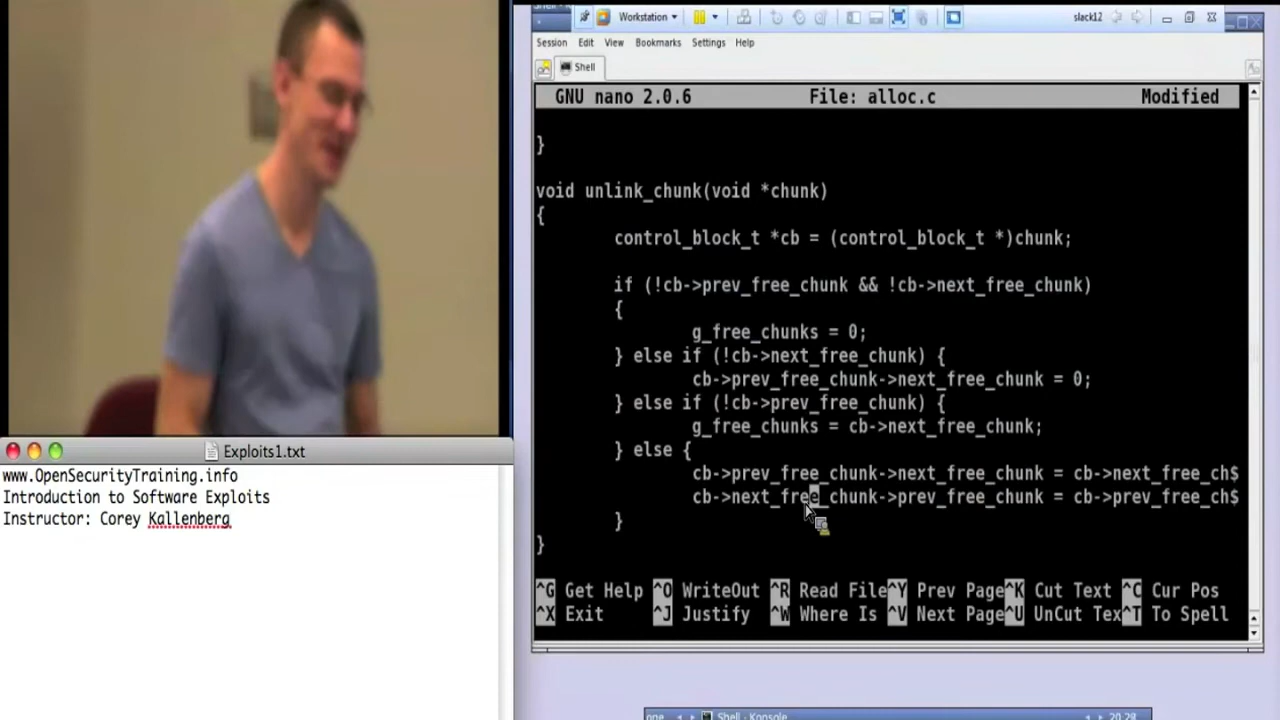 Workstation
slack12
Session Edit View Bookmarks Settings Help
Shell
GNU nano 2.0.6 File: alloc.c Modified
}
void unlink_chunk(void *chunk)
{
control_block_t *cb = (control_block_t *)chunk;
if (!cb->prev_free_chunk && !cb->next_free_chunk)
{
g_free_chunks = 0;
} else if (!cb->next_free_chunk) {
cb->prev_free_chunk->next_free_chunk = 0;
} else if (!cb->prev_free_chunk) {
g_free_chunks = cb->next_free_chunk;
} else {
cb->prev_free_chunk->next_free_chunk = cb->next_free_ch$
cb->next_free_chunk->prev_free_chunk = cb->prev_free_ch$
}
}
^G Get Help ^O WriteOut ^R Read File^Y Prev Page^K Cut Text ^C Cur Pos
^X Exit ^J Justify ^W Where Is ^V Next Page^U UnCut Tex^T To Spell
Exploits1.txt
www.OpenSecurityTraining.info
Introduction to Software Exploits
Instructor: Corey Kallenberg
Shell - Konsole
20:28